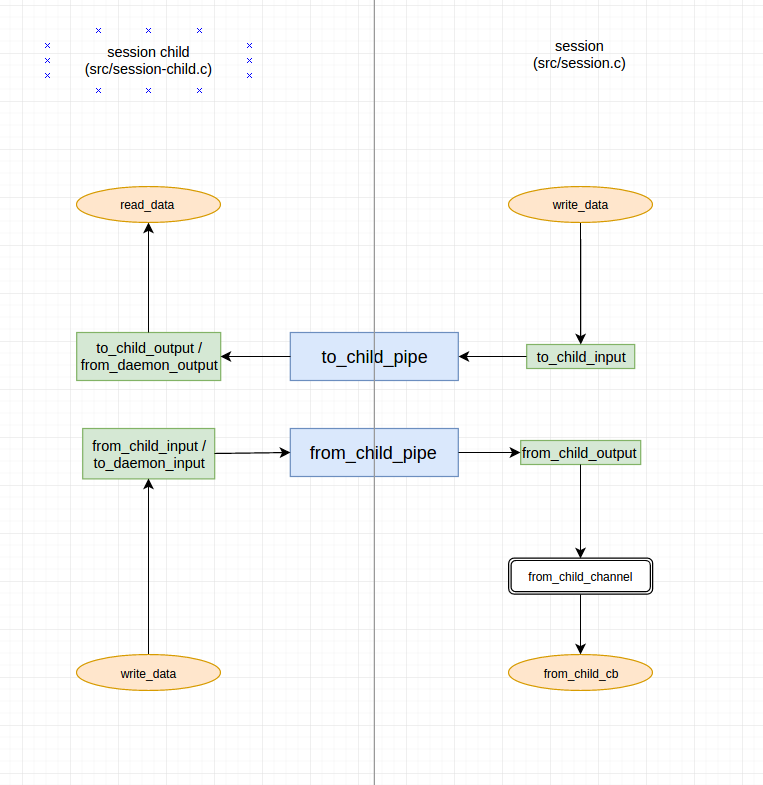 session child
(src/session-child.c)
session
(src/session.c)
read_data
write_data
to_child_output /
from_daemon_output
to_child_pipe
to_child_input
from_child_input /
to_daemon_input
from_child_pipe
from_child_output
from_child_channel
write_data
from_child_cb